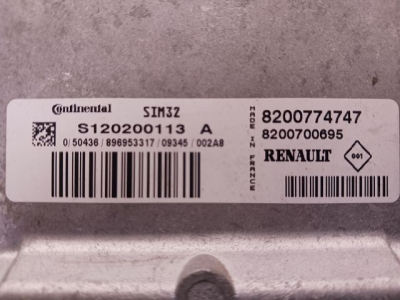 Continental SIM32
S120200113 A
0/50436/896953317/09345/002A8
MADE IN FRANCE
8200774747
8200700695
RENAULT
001